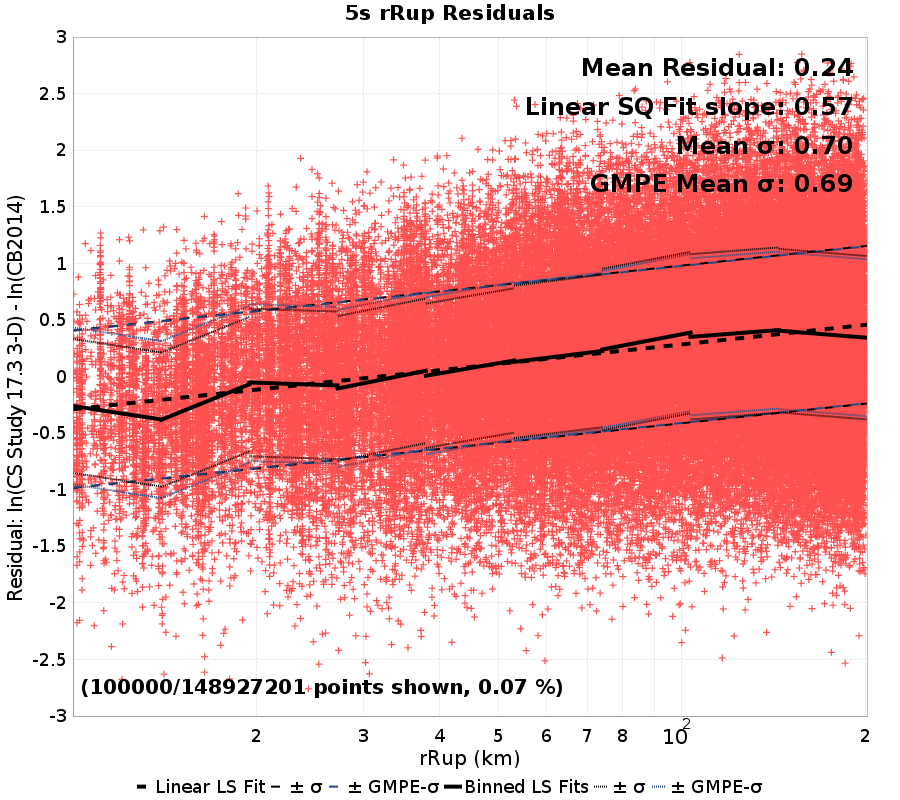 5s rRup Residuals
Mean Residual: 0.24
Linear SQ Fit slope: 0.57
Mean σ: 0.70
GMPE Mean σ: 0.69
Residual: ln(CS Study 17.3 3-D) - ln(CB2014)
3
2.5
2
1.5
1
0.5
0
-0.5
-1
-1.5
-2
-2.5
-3
(100000/148927201 points shown, 0.07 %)
2 3 4 5 6 7 8 10² 2
rRup (km)
Linear LS Fit ± σ ± GMPE-σ Binned LS Fits ± σ ± GMPE-σ